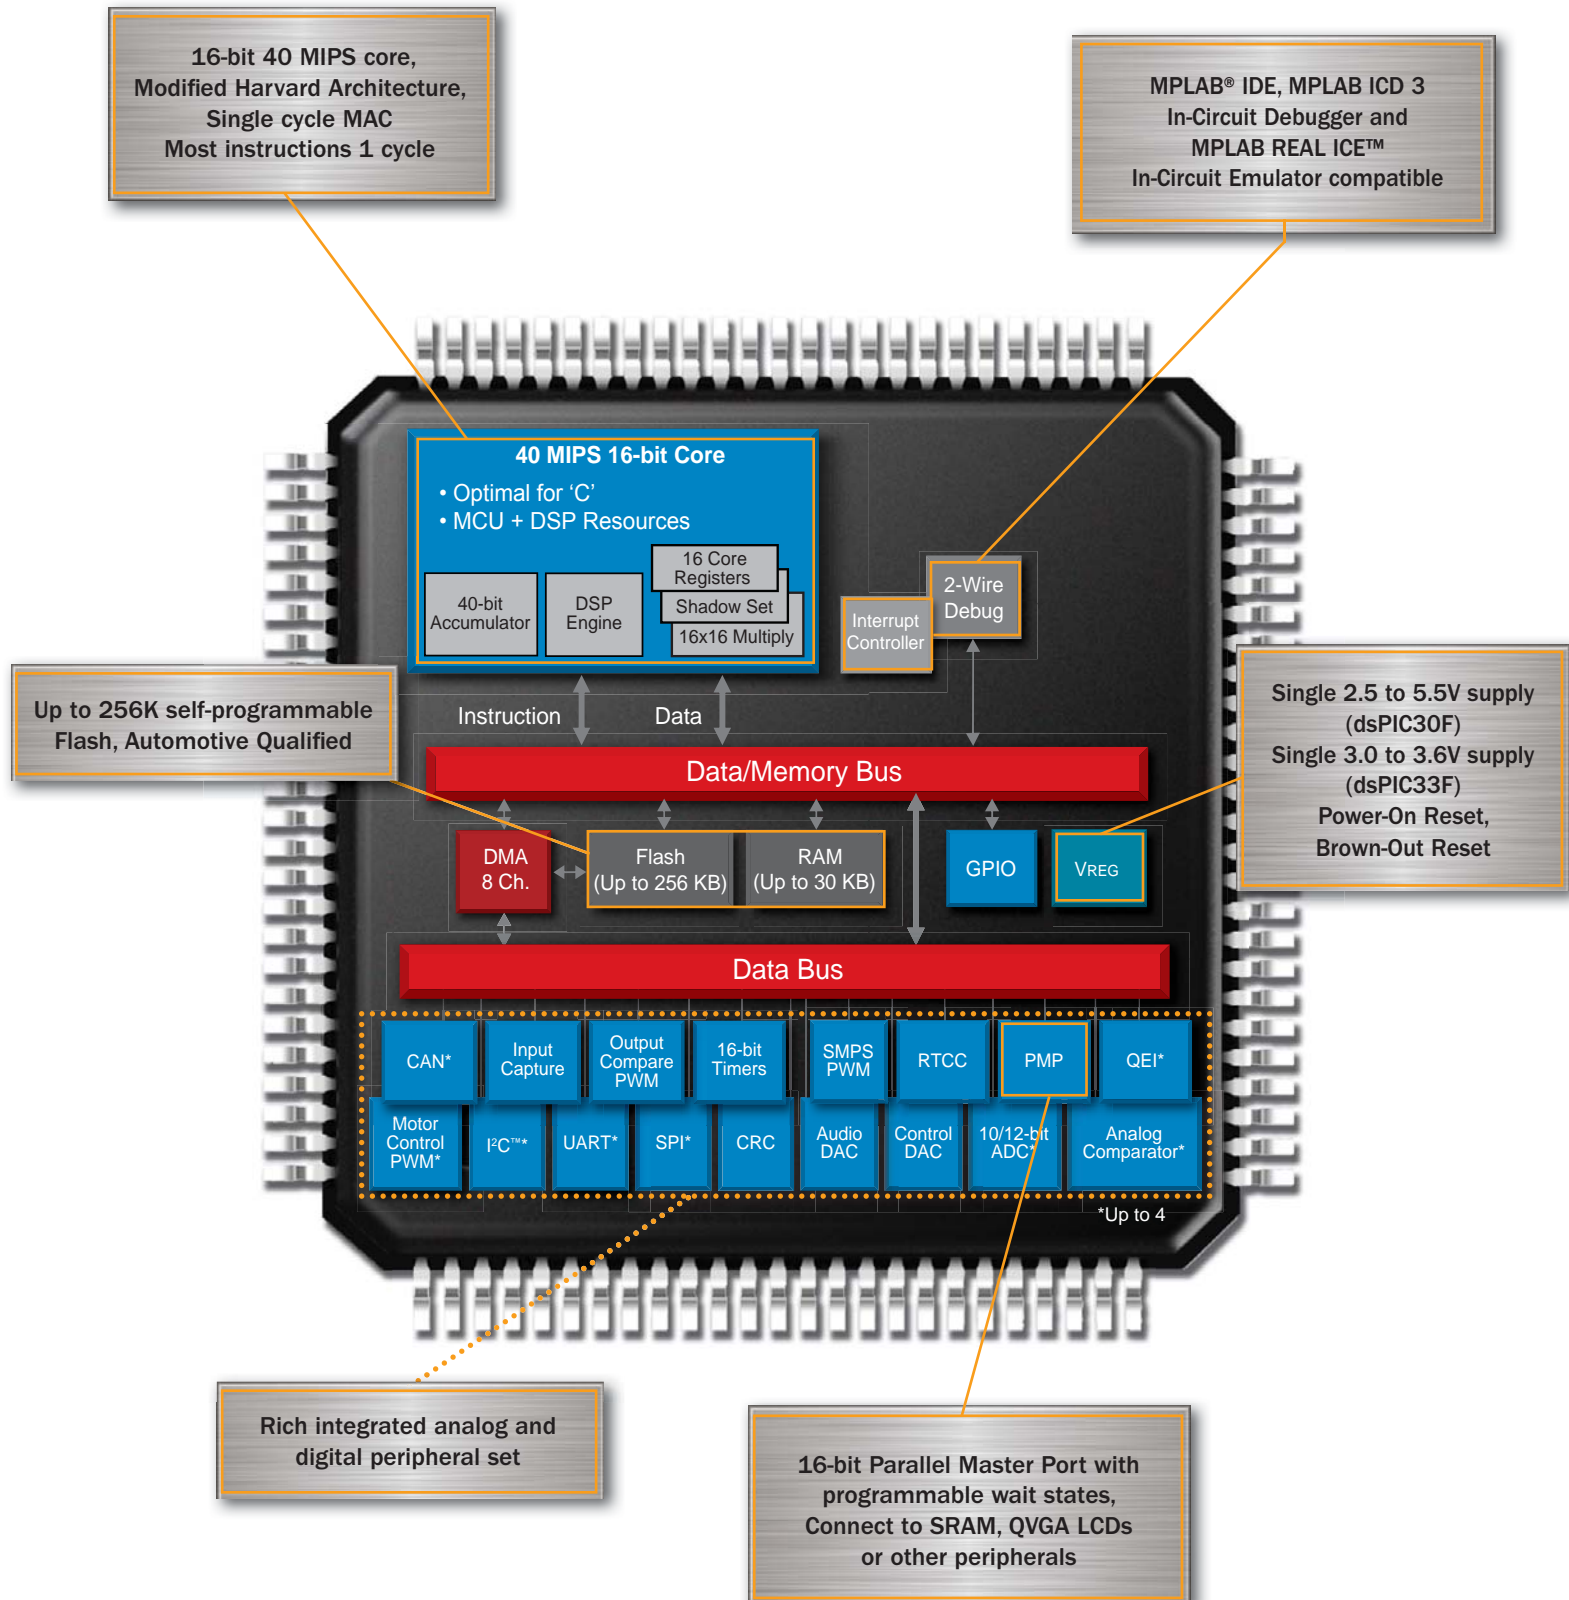 16-bit 40 MIPS core,
Modified Harvard Architecture,
Single cycle MAC
Most instructions 1 cycle
MPLAB® IDE, MPLAB ICD 3
In-Circuit Debugger and
MPLAB REAL ICE™
In-Circuit Emulator compatible
40 MIPS 16-bit Core
• Optimal for ‘C’
• MCU + DSP Resources
40-bit
Accumulator
DSP
Engine
16 Core
Registers
Shadow Set
16x16 Multiply
Interrupt
Controller
2-Wire
Debug
Up to 256K self-programmable
Flash, Automotive Qualified
Single 2.5 to 5.5V supply
(dsPIC30F)
Single 3.0 to 3.6V supply
(dsPIC33F)
Power-On Reset,
Brown-Out Reset
Instruction
Data
Data/Memory Bus
DMA
8 Ch.
Flash
(Up to 256 KB)
RAM
(Up to 30 KB)
GPIO
VREG
Data Bus
CAN*
Input
Capture
Output
Compare
PWM
16-bit
Timers
SMPS
PWM
RTCC
PMP
QEI*
Motor
Control
PWM*
I²C™*
UART*
SPI*
CRC
Audio
DAC
Control
DAC
10/12-bit
ADC*
Analog
Comparator*
*Up to 4
Rich integrated analog and
digital peripheral set
16-bit Parallel Master Port with
programmable wait states,
Connect to SRAM, QVGA LCDs
or other peripherals